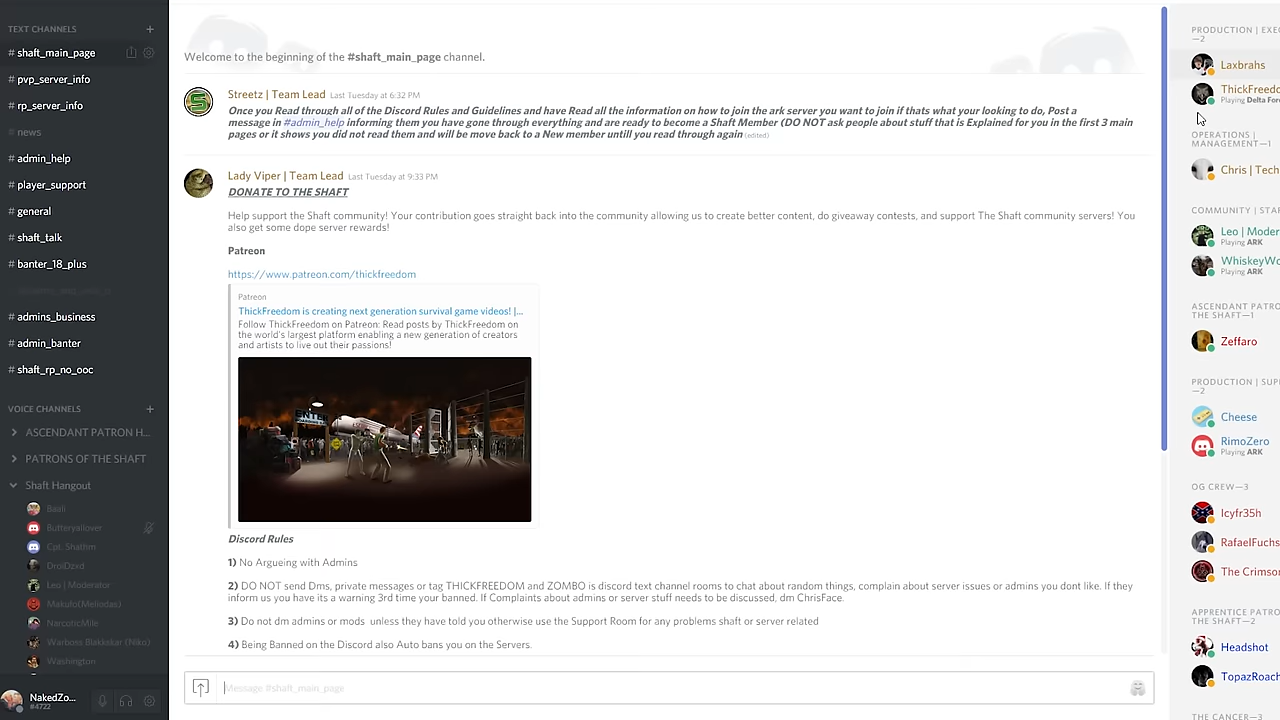 TEXT CHANNELS
# shaft_main_page
# pvp_server_info
# rp_server_info
# news
# admin_help
# player_support
# general
# shaft_talk
# banter_18_plus
# admins_business
# admin_banter
# shaft_rp_no_ooc
VOICE CHANNELS
ASCENDANT PATRON H...
PATRONS OF THE SHAFT
Shaft Hangout
Baali
Butteryallover
Cpt. Shathm
DroiDzxd
Leo | Moderator
Makufo(Meliodas)
NarcoticMile
Warboss Blakkskar (Niko)
Washington
NakedZo...
#4722
Welcome to the beginning of the #shaft_main_page channel.
Streetz | Team Lead Last Tuesday at 6:32 PM
Once you Read through all of the Discord Rules and Guidelines and have Read all the information on how to join the ark server you want to join if thats what your looking to do, Post a
message in #admin_help informing them you have gone through everything and are ready to become a Shaft Member (DO NOT ask people about stuff that is Explained for you in the first 3 main
pages or it shows you did not read them and will be move back to a New member untill you read through again (edited)
Lady Viper | Team Lead Last Tuesday at 9:33 PM
DONATE TO THE SHAFT
Help support the Shaft community! Your contribution goes straight back into the community allowing us to create better content, do giveaway contests, and support The Shaft community servers! You
also get some dope server rewards!
Patreon
https://www.patreon.com/thickfreedom
Patreon
ThickFreedom is creating next generation survival game videos! |...
Follow ThickFreedom on Patreon: Read posts by ThickFreedom on
the world's largest platform enabling a new generation of creators
and artists to live out their passions!
ENTER
Discord Rules
1) No Argueing with Admins
2) DO NOT send Dms, private messages or tag THICKFREEDOM and ZOMBO is discord text channel rooms to chat about random things, complain about server issues or admins you dont like. If they
inform us you have its a warning 3rd time your banned. If Complaints about admins or server stuff needs to be discussed, dm ChrisFace.
3) Do not dm admins or mods unless they have told you otherwise use the Support Room for any problems shaft or server related
4) Being Banned on the Discord also Auto bans you on the Servers.
Message #shaft_main_page
PRODUCTION | EXE
—2
Laxbrahs
ThickFreedo
Playing Delta For
OPERATIONS |
MANAGEMENT—1
Chris | Tech
COMMUNITY | STAF
Leo | Moder
Playing ARK
WhiskeyWo
Playing ARK
ASCENDANT PATRO
THE SHAFT—1
Zeffaro
PRODUCTION | SUP
—2
Cheese
RimoZero
Playing ARK
OG CREW—3
Icyfr35h
RafaelFuchs
The Crimson
APPRENTICE PATRO
THE SHAFT—2
Headshot
TopazRoach
THE CANCER—3